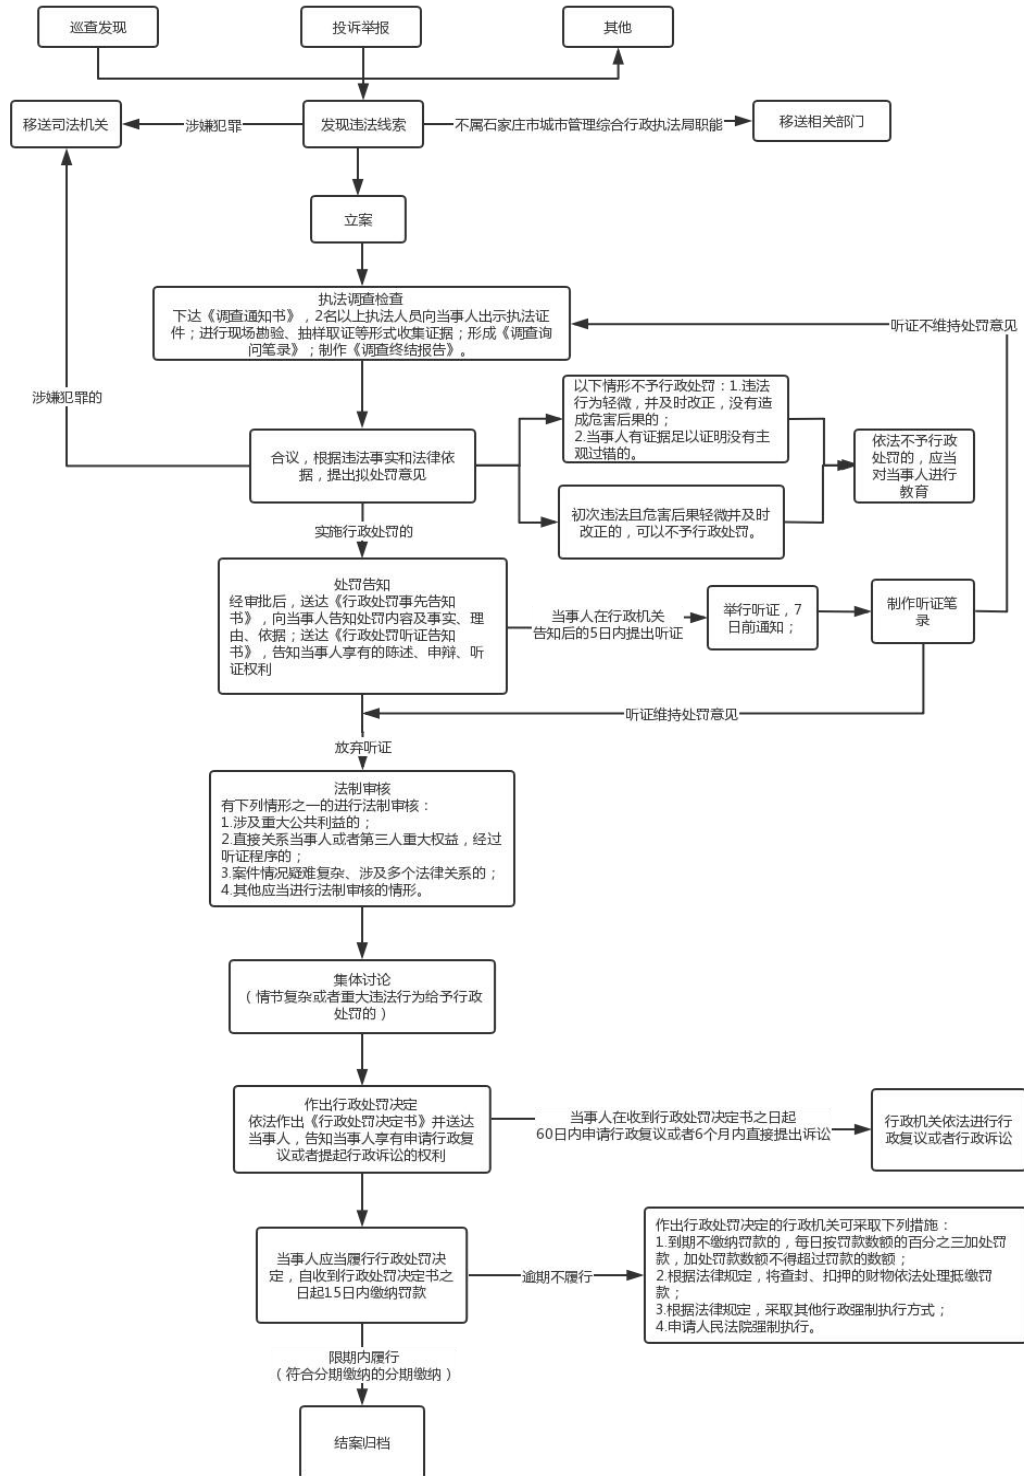 巡查发现
投诉举报
其他
移送司法机关
涉嫌犯罪
发现违法线索
不属石家庄市城市管理综合行政执法局职能
移送相关部门
立案
执法调查检查
下达《调查通知书》，2名以上执法人员向当事人出示执法证
件；进行现场勘验、抽样取证等形式收集证据；形成《调查询
问笔录》；制作《调查终结报告》。
听证不维持处罚意见
涉嫌犯罪的
合议，根据违法事实和法律依
据，提出拟处罚意见
以下情形不予行政处罚：1.违法
行为轻微，并及时改正，没有造
成危害后果的；
2.当事人有证据足以证明没有主
观过错的。
依法不予行政
处罚的，应当
对当事人进行
教育
初次违法且危害后果轻微并及时
改正的，可以不予行政处罚。
实施行政处罚的
处罚告知
经审批后，送达《行政处罚事先告知
书》，向当事人告知处罚内容及事实、理
由、依据；送达《行政处罚听证告知
书》，告知当事人享有的陈述、申辩、听
证权利
当事人在行政机关
告知后的5日内提出听证
举行听证，7
日前通知；
制作听证笔
录
听证维持处罚意见
放弃听证
法制审核
有下列情形之一的进行法制审核：
1.涉及重大公共利益的；
2.直接关系当事人或者第三人重大权益，经过
听证程序的；
3.案件情况疑难复杂、涉及多个法律关系的；
4.其他应当进行法制审核的情形。
集体讨论
（情节复杂或者重大违法行为给予行政
处罚的）
作出行政处罚决定
依法作出《行政处罚决定书》并送达
当事人，告知当事人享有申请行政复
议或者提起行政诉讼的权利
当事人在收到行政处罚决定书之日起
60日内申请行政复议或者6个月内直接提出诉讼
行政机关依法进行行
政复议或者行政诉讼
当事人应当履行行政处罚决
定，自收到行政处罚决定书之
日起15日内缴纳罚款
逾期不履行
作出行政处罚决定的行政机关可采取下列措施：
1.到期不缴纳罚款的，每日按罚款数额的百分之三加处罚
款，加处罚款数额不得超过罚款的数额；
2.根据法律规定，将查封、扣押的财物依法处理抵缴罚
款；
3.根据法律规定，采取其他行政强制执行方式；
4.申请人民法院强制执行。
限期内履行
（符合分期缴纳的分期缴纳）
结案归档